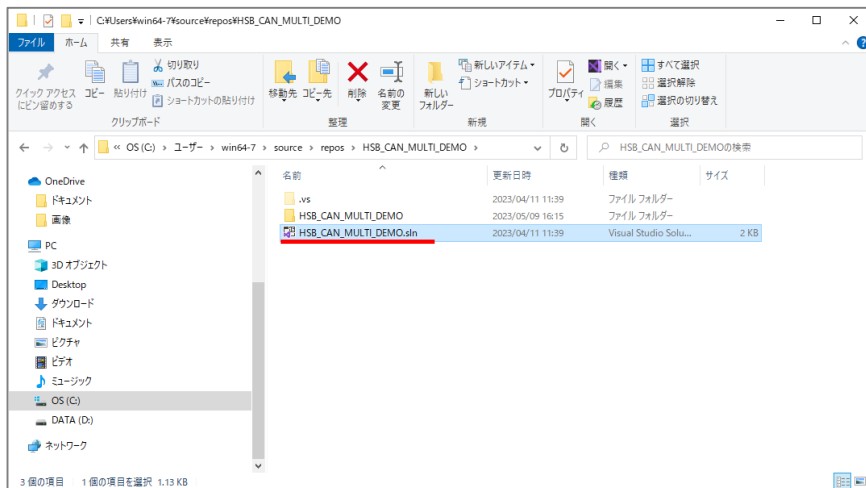 C:¥Users¥win64-7¥source¥repos¥HSB_CAN_MULTI_DEMO
ファイル ホーム 共有 表示
クイック アクセス
にピン留めする
コピー
貼り付け
切り取り
パスのコピー
ショートカットの貼り付け
クリップボード
移動先
コピー先
削除
名前の
変更
整理
新しい
フォルダー
新しいアイテム
ショートカット
新規
プロパティ
開く
編集
履歴
開く
すべて選択
選択解除
選択の切り替え
選択
« OS (C:) › ユーザー › win64-7 › source › repos › HSB_CAN_MULTI_DEMO ›
HSB_CAN_MULTI_DEMOの検索
OneDrive
ドキュメント
画像
PC
3D オブジェクト
Desktop
ダウンロード
ドキュメント
ピクチャ
ビデオ
ミュージック
OS (C:)
DATA (D:)
ネットワーク
名前 更新日時 種類 サイズ
.vs 2023/04/11 11:39 ファイル フォルダー
HSB_CAN_MULTI_DEMO 2023/05/09 16:15 ファイル フォルダー
HSB_CAN_MULTI_DEMO.sln 2023/04/11 11:39 Visual Studio Solu... 2 KB
3 個の項目 1 個の項目を選択 1.13 KB